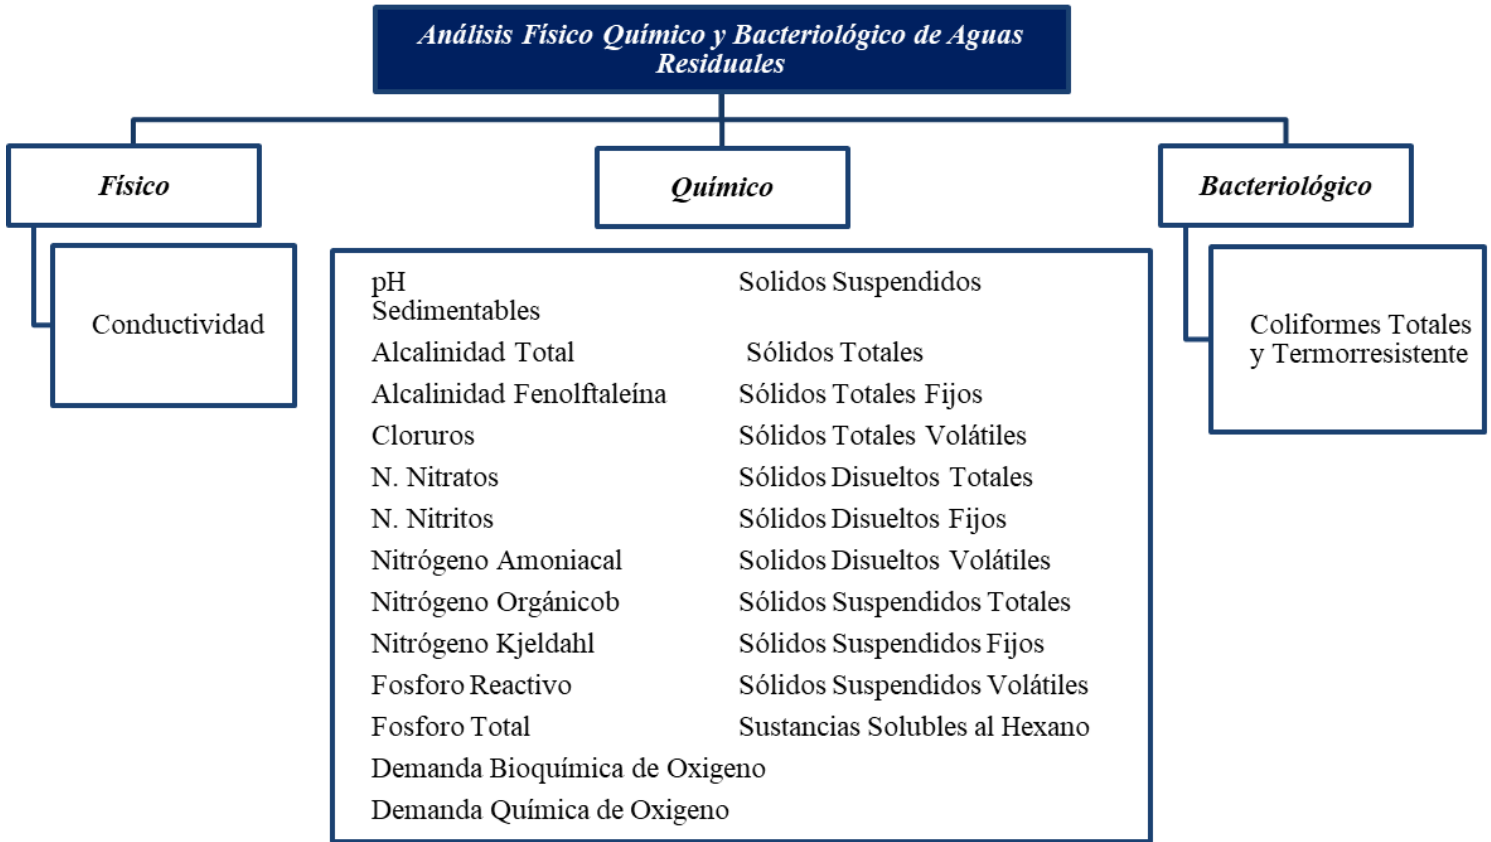 Análisis Físico Químico y Bacteriológico de Aguas
Residuales
Físico
Químico
Bacteriológico
Conductividad
pH Solidos Suspendidos
Sedimentables
Alcalinidad Total Sólidos Totales
Alcalinidad Fenolftaleína Sólidos Totales Fijos
Cloruros Sólidos Totales Volátiles
N. Nitratos Sólidos Disueltos Totales
N. Nitritos Sólidos Disueltos Fijos
Nitrógeno Amoniacal Solidos Disueltos Volátiles
Nitrógeno Orgánicob Sólidos Suspendidos Totales
Nitrógeno Kjeldahl Sólidos Suspendidos Fijos
Fosforo Reactivo Sólidos Suspendidos Volátiles
Fosforo Total Sustancias Solubles al Hexano
Demanda Bioquímica de Oxigeno
Demanda Química de Oxigeno
Coliformes Totales
y Termorresistente